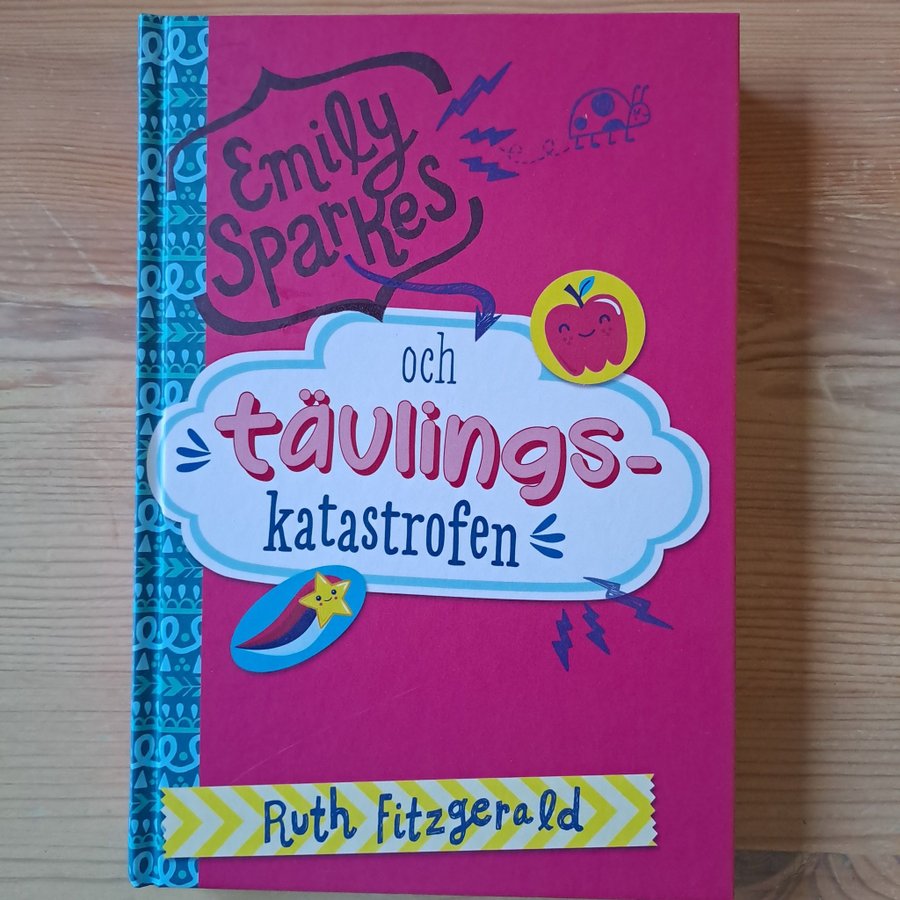 Emily
Sparkes
och
tävlings-
katastrofen
Ruth Fitzgerald